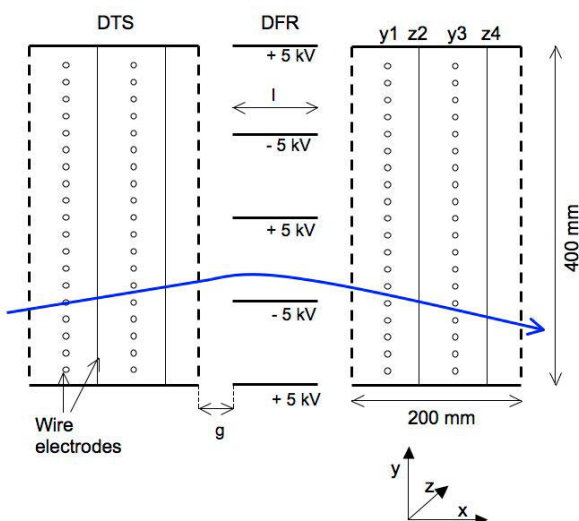 DTS
DFR
y1 z2 y3 z4
+ 5 kV
l
- 5 kV
+ 5 kV
- 5 kV
+ 5 kV
400 mm
200 mm
g
Wire
electrodes
y
z
x